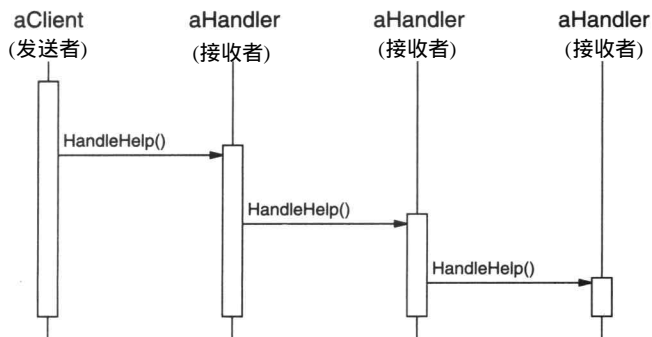 aClient aHandler aHandler aHandler
(发送者) (接收者) (接收者) (接收者)
HandleHelp()
HandleHelp()
HandleHelp()